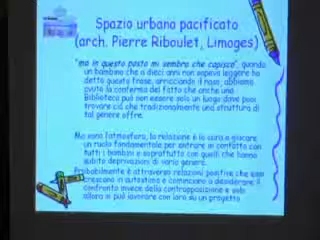 Spazio urbano pacificato
(arch. Pierre Riboulet, Limoges)
"ma in questo posto mi sembra che capisco", quando
un bambino che a dieci anni non sapeva leggere ha
detto questa frase, arricciando il naso, abbiamo
avuto la conferma del fatto che anche una
Biblioteca può non essere solo un luogo dove puoi
trovare ciò che tradizionalmente una struttura di
tal genere offre.
Ma sarà l'atmosfera, la relazione e la cura a giocare
un ruolo fondamentale per entrare in contatto con
tutti i bambini e soprattutto con quelli che hanno
subito deprivazioni di vario genere.
Probabilmente è attraverso relazioni positive che essi
crescono in autostima e cominciano a desiderare il
confronto invece della contrapposizione e solo
allora si può lavorare con loro su un progetto